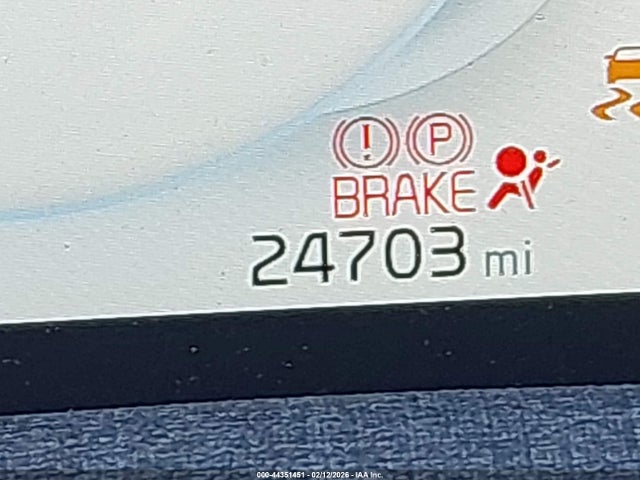 ! P
BRAKE
24703 mi
000-44351451 - 02/12/2026 - IAA Inc.